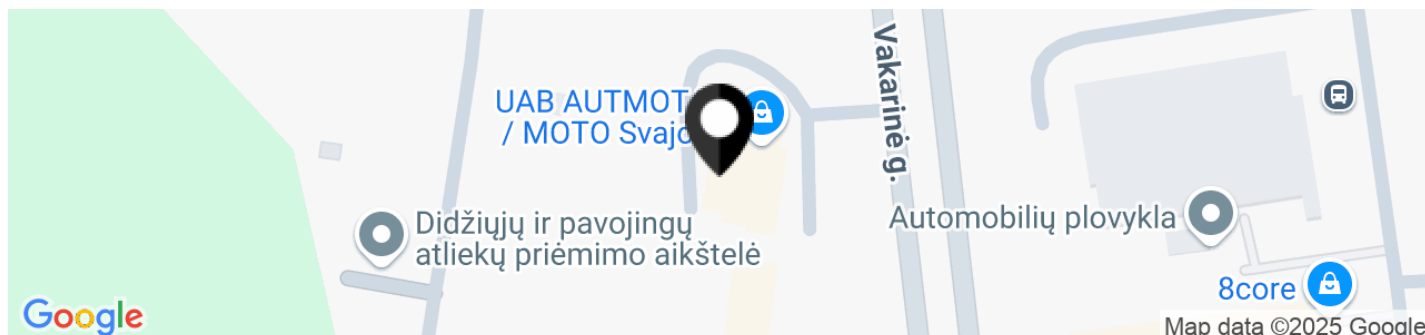 UAB AUTMOT
/ MOTO Svajo
Vakarinė g.
Didžiųjų ir pavojingų
atliekų priėmimo aikštelė
Automobilių plovykla
8core
Google
Map data ©2025 Google